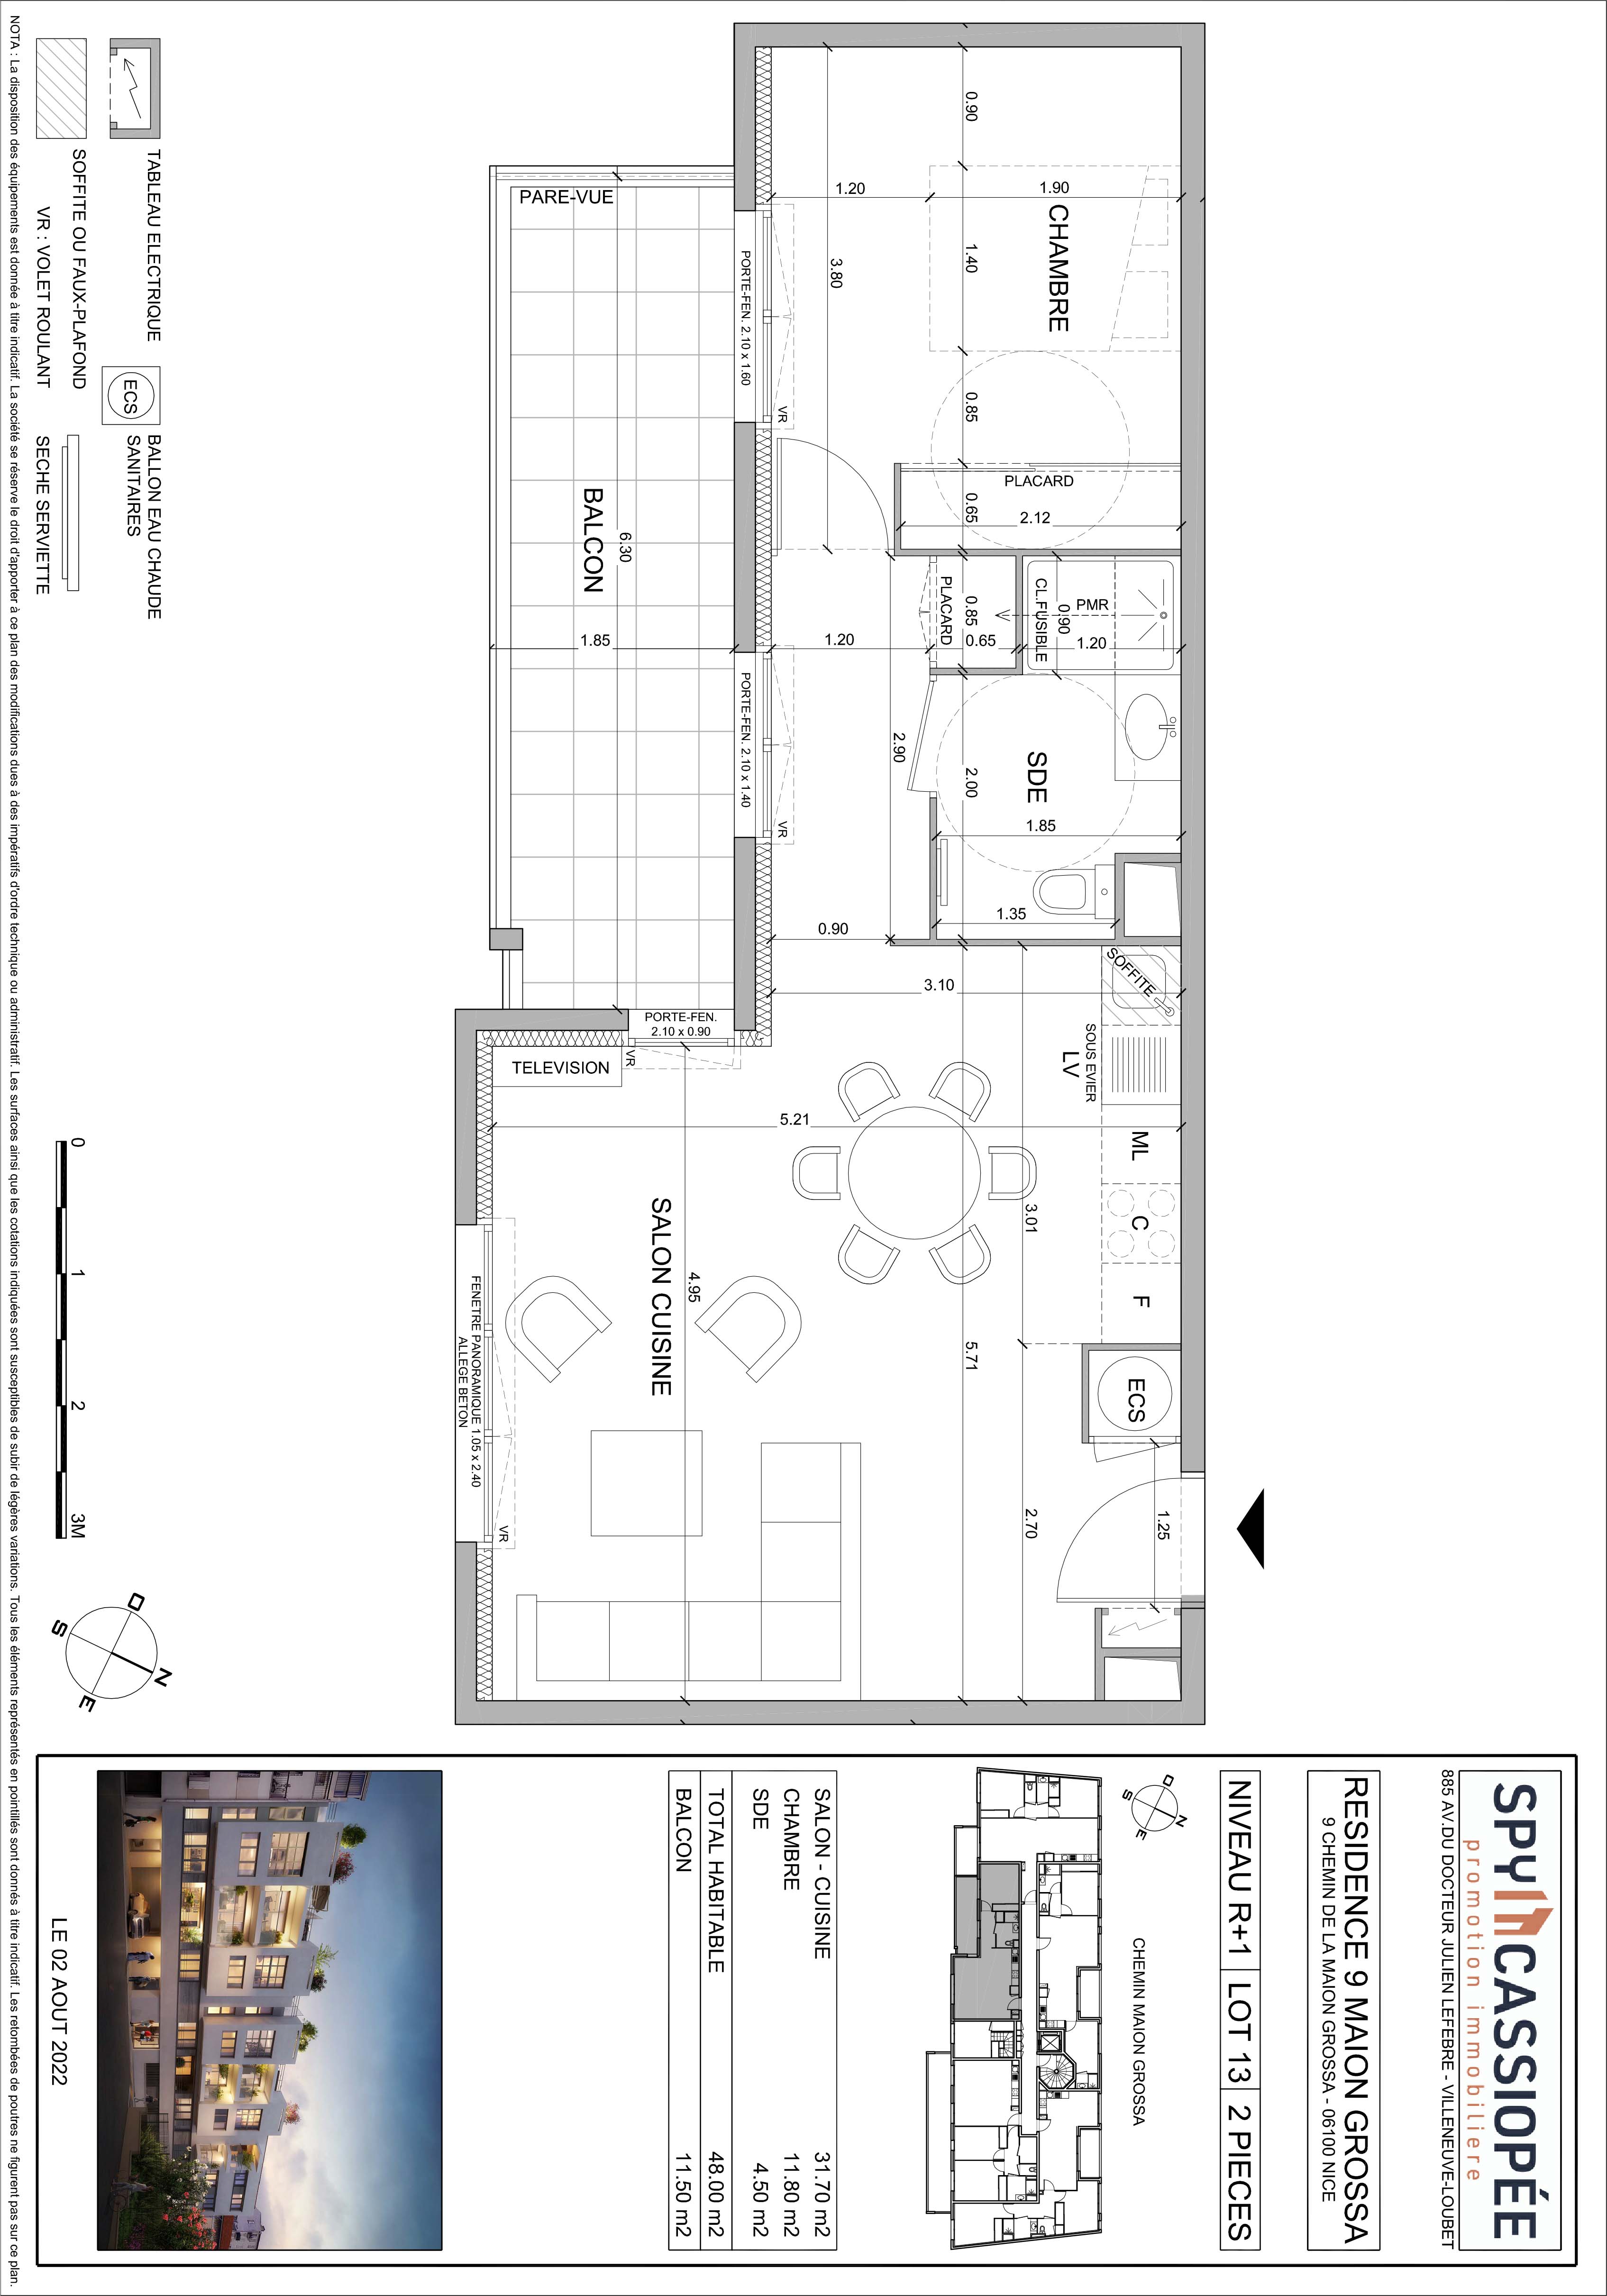 SPY CASSIOPÉE
promotion immobiliere
885 AV.DU DOCTEUR JULIEN LEFEBRE - VILLENEUVE-LOUBET
RESIDENCE 9 MAION GROSSA
9 CHEMIN DE LA MAION GROSSA - 06100 NICE
NIVEAU R+1 LOT 13 2 PIECES
N
O
E
S
CHEMIN MAION GROSSA
SALON - CUISINE 31.70 m2
CHAMBRE 11.80 m2
SDE 4.50 m2
TOTAL HABITABLE 48.00 m2
BALCON 11.50 m2
LE 02 AOUT 2022
CHAMBRE
1.90
PLACARD
2.12
PMR
1.20
0.90
CL.FUSIBLE
SDE
1.85
1.35
SOFFITE
SOUS EVIER
LV
ML
C
F
ECS
1.25
3.01
2.70
0.90
1.40
0.85
0.65
0.85
0.65
2.00
5.71
PLACARD
3.10
2.90
1.20
3.80
1.20
0.90
5.21
VR
VR
PORTE-FEN. 2.10 x 1.60
PORTE-FEN. 2.10 x 1.40
PORTE-FEN.
2.10 x 0.90
VR
4.95
SALON CUISINE
6.30
BALCON
1.85
PARE-VUE
TELEVISION
VR
FENETRE PANORAMIQUE 1.05 x 2.40
ALLEGE BETON
TABLEAU ELECTRIQUE
ECS
BALLON EAU CHAUDE
SANITAIRES
SOFFITE OU FAUX-PLAFOND
VR : VOLET ROULANT
SECHE SERVIETTE
0 1 2 3M
N
O
E
S
NOTA : La disposition des équipements est donnée à titre indicatif. La société se réserve le droit d'apporter à ce plan des modifications dues à des impératifs d'ordre technique ou administratif. Les surfaces ainsi que les cotations indiquées sont susceptibles de subir de légères variations. Tous les éléments représentés en pointillés sont donnés à titre indicatif. Les retombées de poutres ne figurent pas sur ce plan.